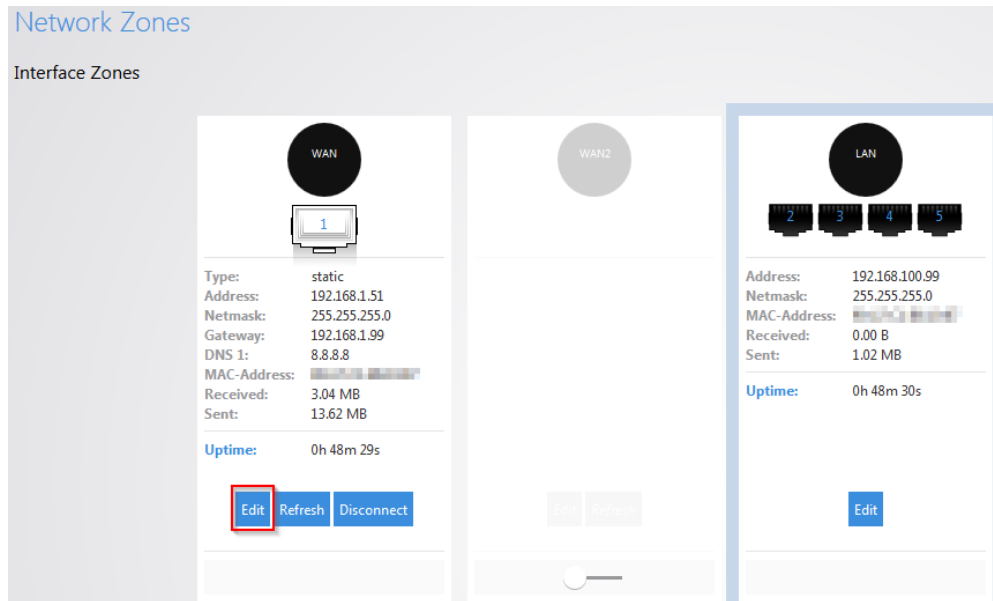 Network Zones
Interface Zones
WAN
1
Type: static
Address: 192.168.1.51
Netmask: 255.255.255.0
Gateway: 192.168.1.99
DNS 1: 8.8.8.8
MAC-Address:
Received: 3.04 MB
Sent: 13.62 MB
Uptime: 0h 48m 29s
Edit Refresh Disconnect
WAN2
Edit Refresh
LAN
2 3 4 5
Address: 192.168.100.99
Netmask: 255.255.255.0
MAC-Address:
Received: 0.00 B
Sent: 1.02 MB
Uptime: 0h 48m 30s
Edit